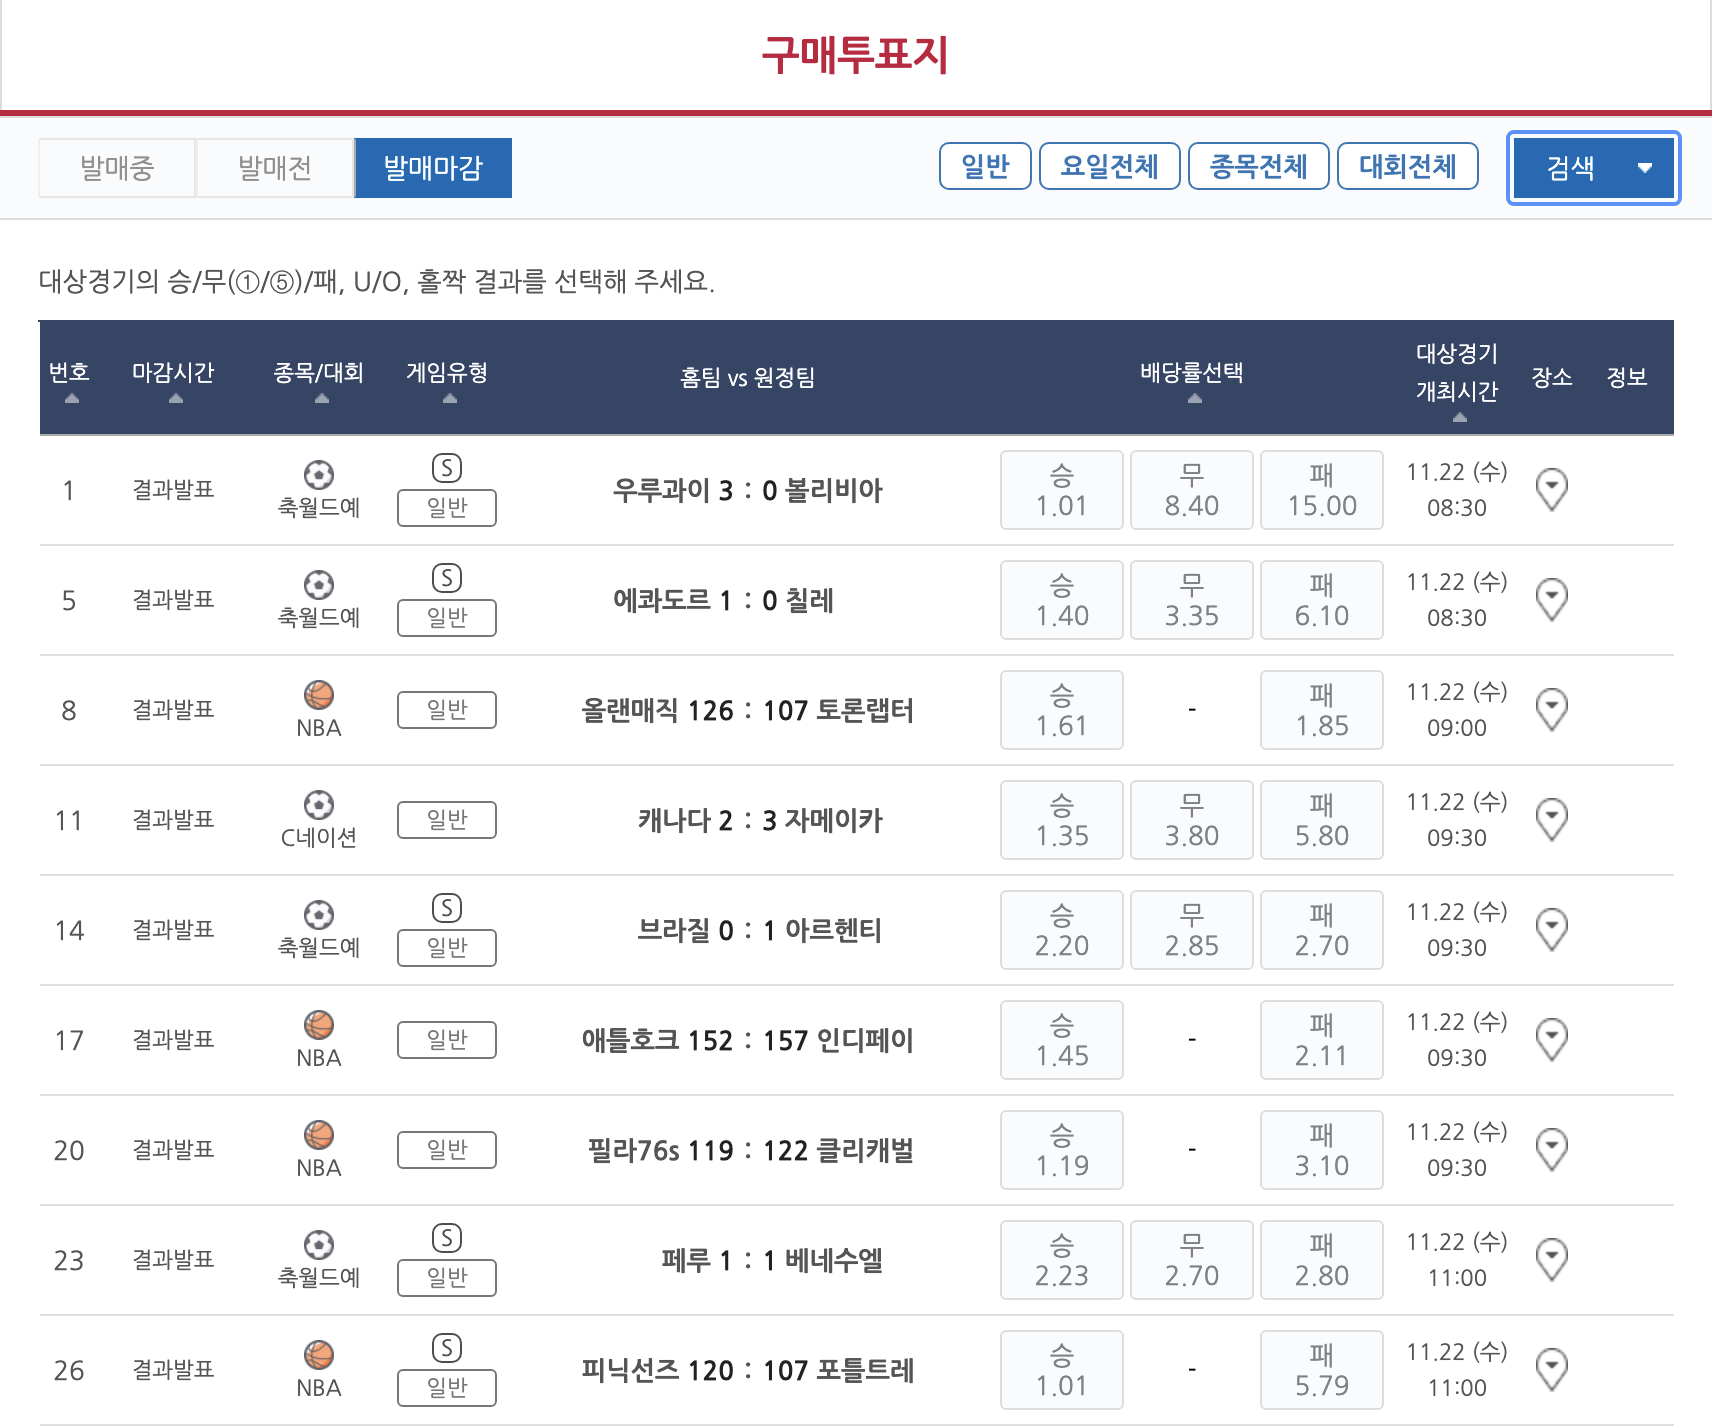 구매투표지
발매중 발매전 발매마감 일반 요일전체 종목전체 대회전체 검색
대상경기의 승/무(①/⑤)/패, U/O, 홀짝 결과를 선택해 주세요.
번호 마감시간 종목/대회 게임유형 홈팀 vs 원정팀 배당률선택 대상경기 개최시간 장소 정보
1 결과발표 축월드예 S 일반 우루과이 3 : 0 볼리비아 승 1.01 무 8.40 패 15.00 11.22 (수) 08:30
5 결과발표 축월드예 S 일반 에콰도르 1 : 0 칠레 승 1.40 무 3.35 패 6.10 11.22 (수) 08:30
8 결과발표 NBA 일반 올랜매직 126 : 107 토론랩터 승 1.61 - 패 1.85 11.22 (수) 09:00
11 결과발표 C네이션 일반 캐나다 2 : 3 자메이카 승 1.35 무 3.80 패 5.80 11.22 (수) 09:30
14 결과발표 축월드예 S 일반 브라질 0 : 1 아르헨티 승 2.20 무 2.85 패 2.70 11.22 (수) 09:30
17 결과발표 NBA 일반 애틀호크 152 : 157 인디페이 승 1.45 - 패 2.11 11.22 (수) 09:30
20 결과발표 NBA 일반 필라76s 119 : 122 클리캐벌 승 1.19 - 패 3.10 11.22 (수) 09:30
23 결과발표 축월드예 S 일반 페루 1 : 1 베네수엘 승 2.23 무 2.70 패 2.80 11.22 (수) 11:00
26 결과발표 NBA S 일반 피닉선즈 120 : 107 포틀트레 승 1.01 - 패 5.79 11.22 (수) 11:00